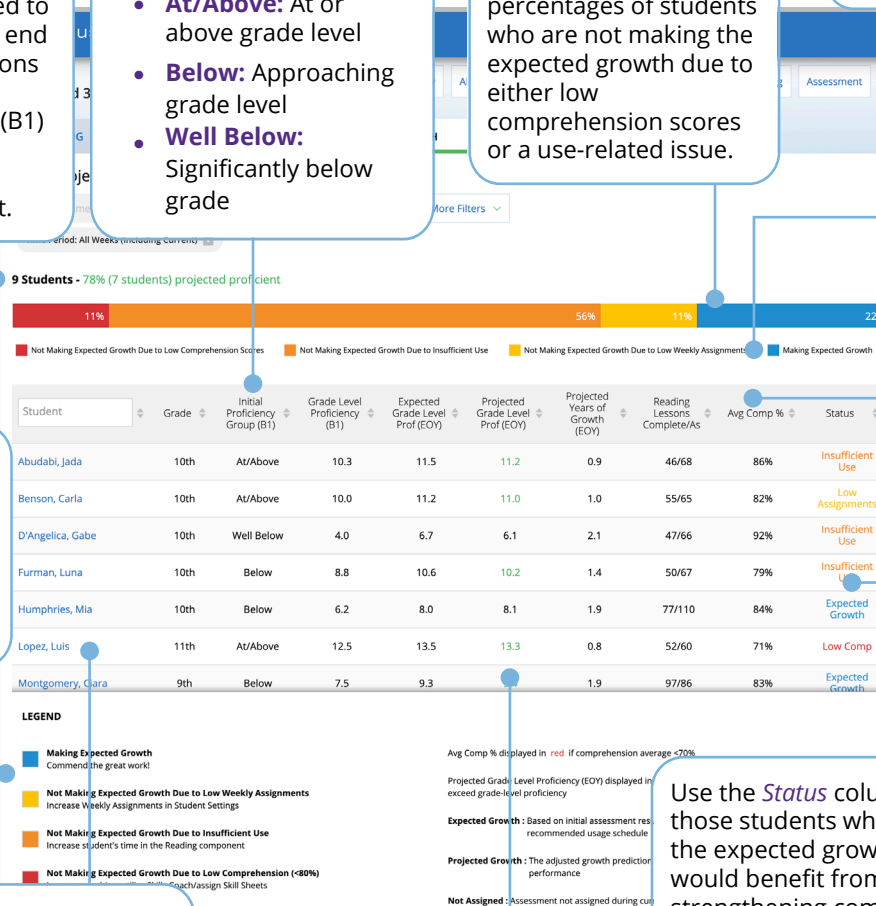 ed to
end
ons
(B1)
t.
At/Above: At or
above grade level
Below: Approaching
grade level
Well Below:
Significantly below
grade
percentages of students
who are not making the
expected growth due to
either low
comprehension scores
or a use-related issue.
Assessment
More Filters
Period: All Weeks (Including Current)
9 Students - 78% (7 students) projected proficient
11% 56% 11% 22
Not Making Expected Growth Due to Low Comprehension Scores Not Making Expected Growth Due to Insufficient Use Not Making Expected Growth Due to Low Weekly Assignments Making Expected Growth
Student Grade Initial Proficiency Group (B1) Grade Level Proficiency (B1) Expected Grade Level Prof (EOY) Projected Grade Level Prof (EOY) Projected Years of Growth (EOY) Reading Lessons Complete/As Avg Comp % Status
Abudabi, Jada 10th At/Above 10.3 11.5 11.2 0.9 46/68 86% Insufficient Use
Benson, Carla 10th At/Above 10.0 11.2 11.0 1.0 55/65 82% Low Assignments
D'Angelica, Gabe 10th Well Below 4.0 6.7 6.1 2.1 47/66 92% Insufficient Use
Furman, Luna 10th Below 8.8 10.6 10.2 1.4 50/67 79% Insufficient
Humphries, Mia 10th Below 6.2 8.0 8.1 1.9 77/110 84% Expected Growth
Lopez, Luis 11th At/Above 12.5 13.5 13.3 0.8 52/60 71% Low Comp
Montgomery, Ciara 9th Below 7.5 9.3 1.9 97/86 83% Expected Growth
LEGEND
Making Expected Growth
Commend the great work!
Not Making Expected Growth Due to Low Weekly Assignments
Increase Weekly Assignments in Student Settings
Not Making Expected Growth Due to Insufficient Use
Increase student's time in the Reading component
Not Making Expected Growth Due to Low Comprehension (<80%)
Coach/assign Skill Sheets
Avg Comp % displayed in red if comprehension average <70%
Projected Grade Level Proficiency (EOY) displayed in
exceed grade-level proficiency
Expected Growth : Based on initial assessment res
recommended usage schedule
Projected Growth : The adjusted growth prediction
performance
Not Assigned : Assessment not assigned during cur
Use the Status colu
those students wh
the expected grow
would benefit from
strengthening com